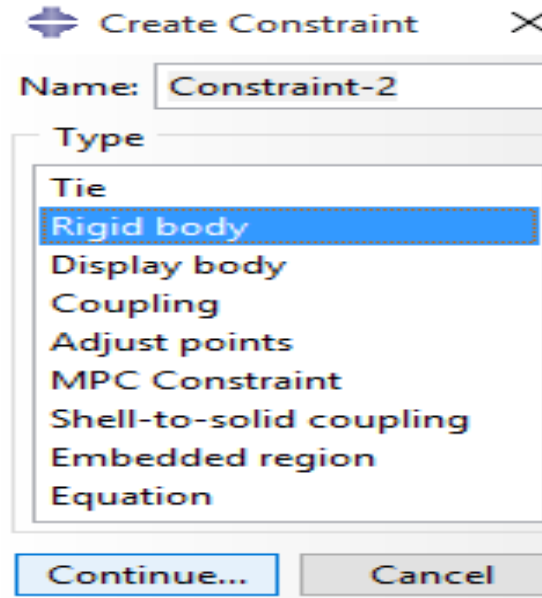 Create Constraint
Name: Constraint-2
Type
Tie
Rigid body
Display body
Coupling
Adjust points
MPC Constraint
Shell-to-solid coupling
Embedded region
Equation
Continue... Cancel